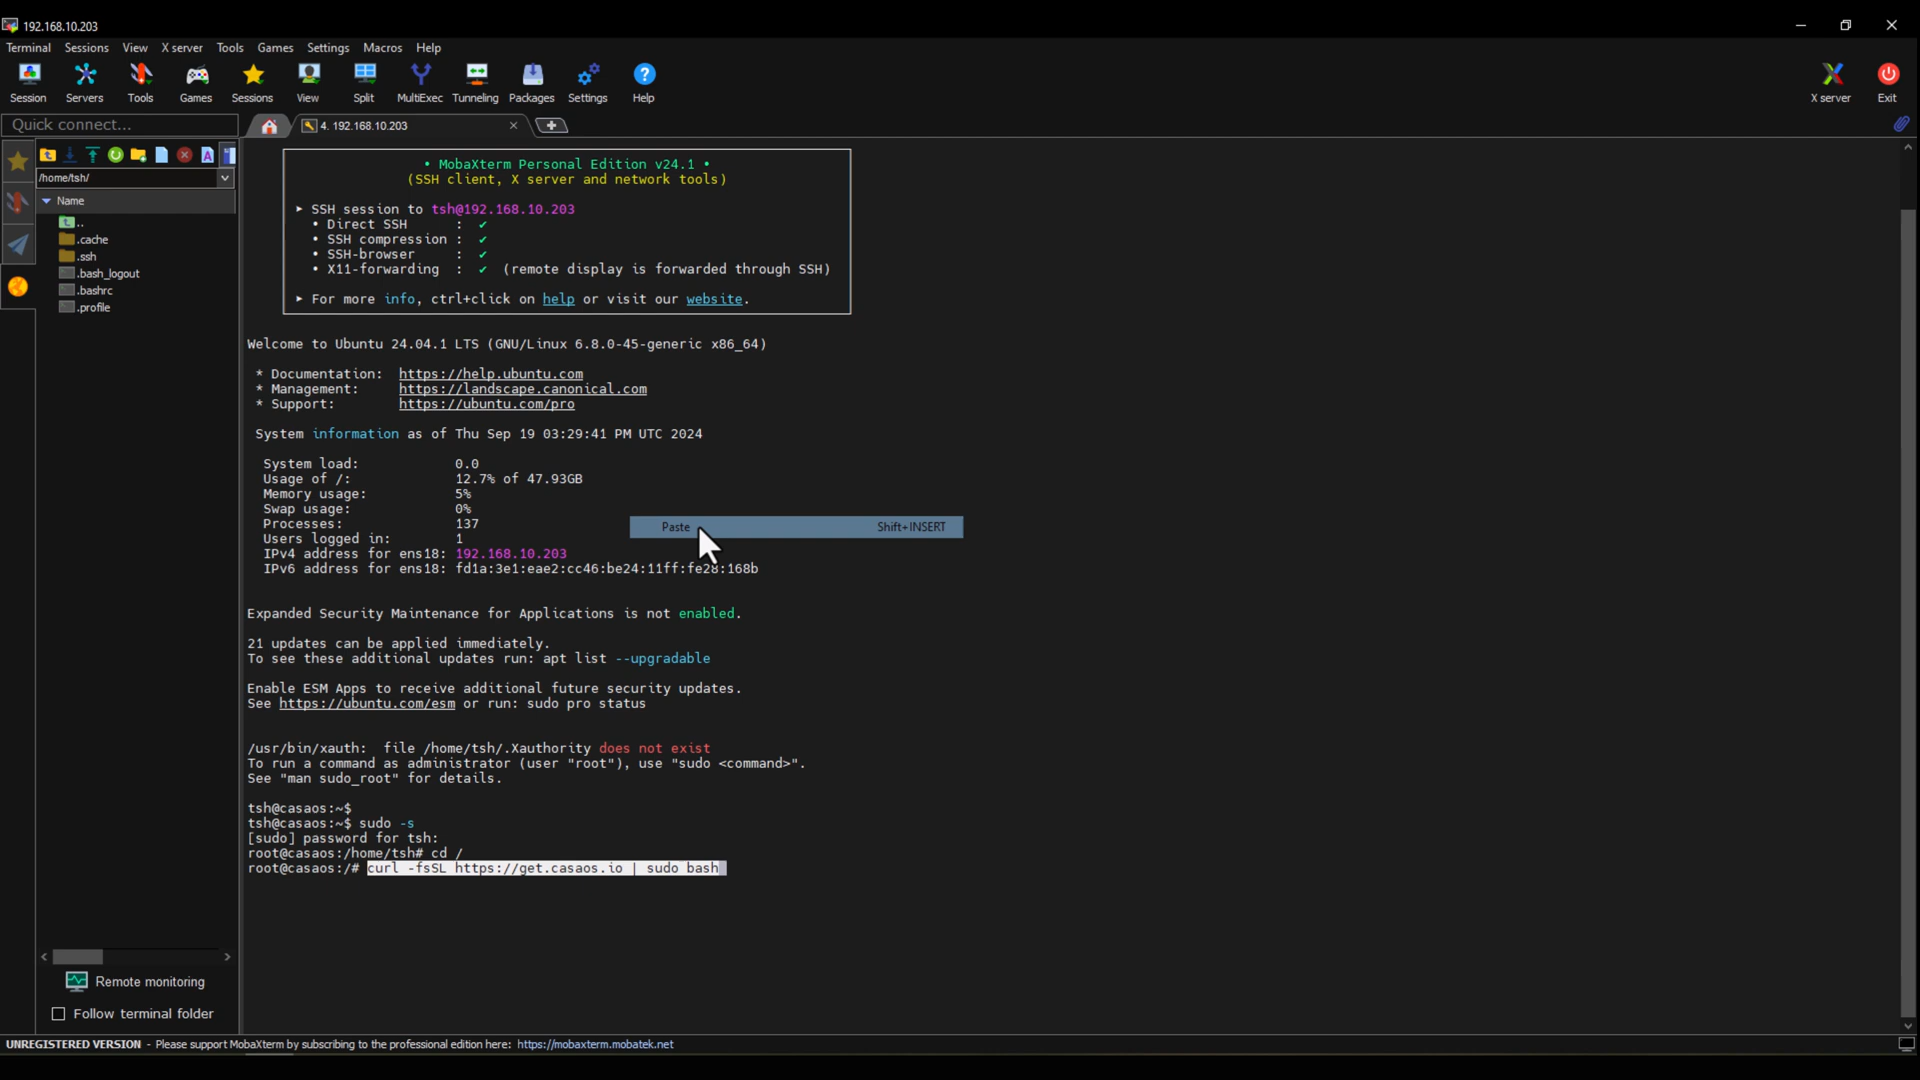 192.168.10.203
Terminal Sessions View X server Tools Games Settings Macros Help
Session Servers Tools Games Sessions View Split MultiExec Tunneling Packages Settings Help X server Exit
Quick connect...
4. 192.168.10.203
/home/tsh/
Name
..
.cache
.ssh
.bash_logout
.bashrc
.profile
• MobaXterm Personal Edition v24.1 •
(SSH client, X server and network tools)
► SSH session to tsh@192.168.10.203
• Direct SSH : ✔
• SSH compression : ✔
• SSH-browser : ✔
• X11-forwarding : ✔ (remote display is forwarded through SSH)
► For more info, ctrl+click on help or visit our website.
Welcome to Ubuntu 24.04.1 LTS (GNU/Linux 6.8.0-45-generic x86_64)
* Documentation: https://help.ubuntu.com
* Management: https://landscape.canonical.com
* Support: https://ubuntu.com/pro
System information as of Thu Sep 19 03:29:41 PM UTC 2024
System load: 0.0
Usage of /: 12.7% of 47.93GB
Memory usage: 5%
Swap usage: 0%
Processes: 137
Users logged in: 1
IPv4 address for ens18: 192.168.10.203
IPv6 address for ens18: fd1a:3e1:eae2:cc46:be24:11ff:fe28:168b
Paste Shift+INSERT
Expanded Security Maintenance for Applications is not enabled.
21 updates can be applied immediately.
To see these additional updates run: apt list --upgradable
Enable ESM Apps to receive additional future security updates.
See https://ubuntu.com/esm or run: sudo pro status
/usr/bin/xauth: file /home/tsh/.Xauthority does not exist
To run a command as administrator (user "root"), use "sudo <command>".
See "man sudo_root" for details.
tsh@casaos:~$
tsh@casaos:~$ sudo -s
[sudo] password for tsh:
root@casaos:/home/tsh# cd /
root@casaos:/# curl -fsSL https://get.casaos.io | sudo bash
Remote monitoring
Follow terminal folder
UNREGISTERED VERSION - Please support MobaXterm by subscribing to the professional edition here: https://mobaxterm.mobatek.net